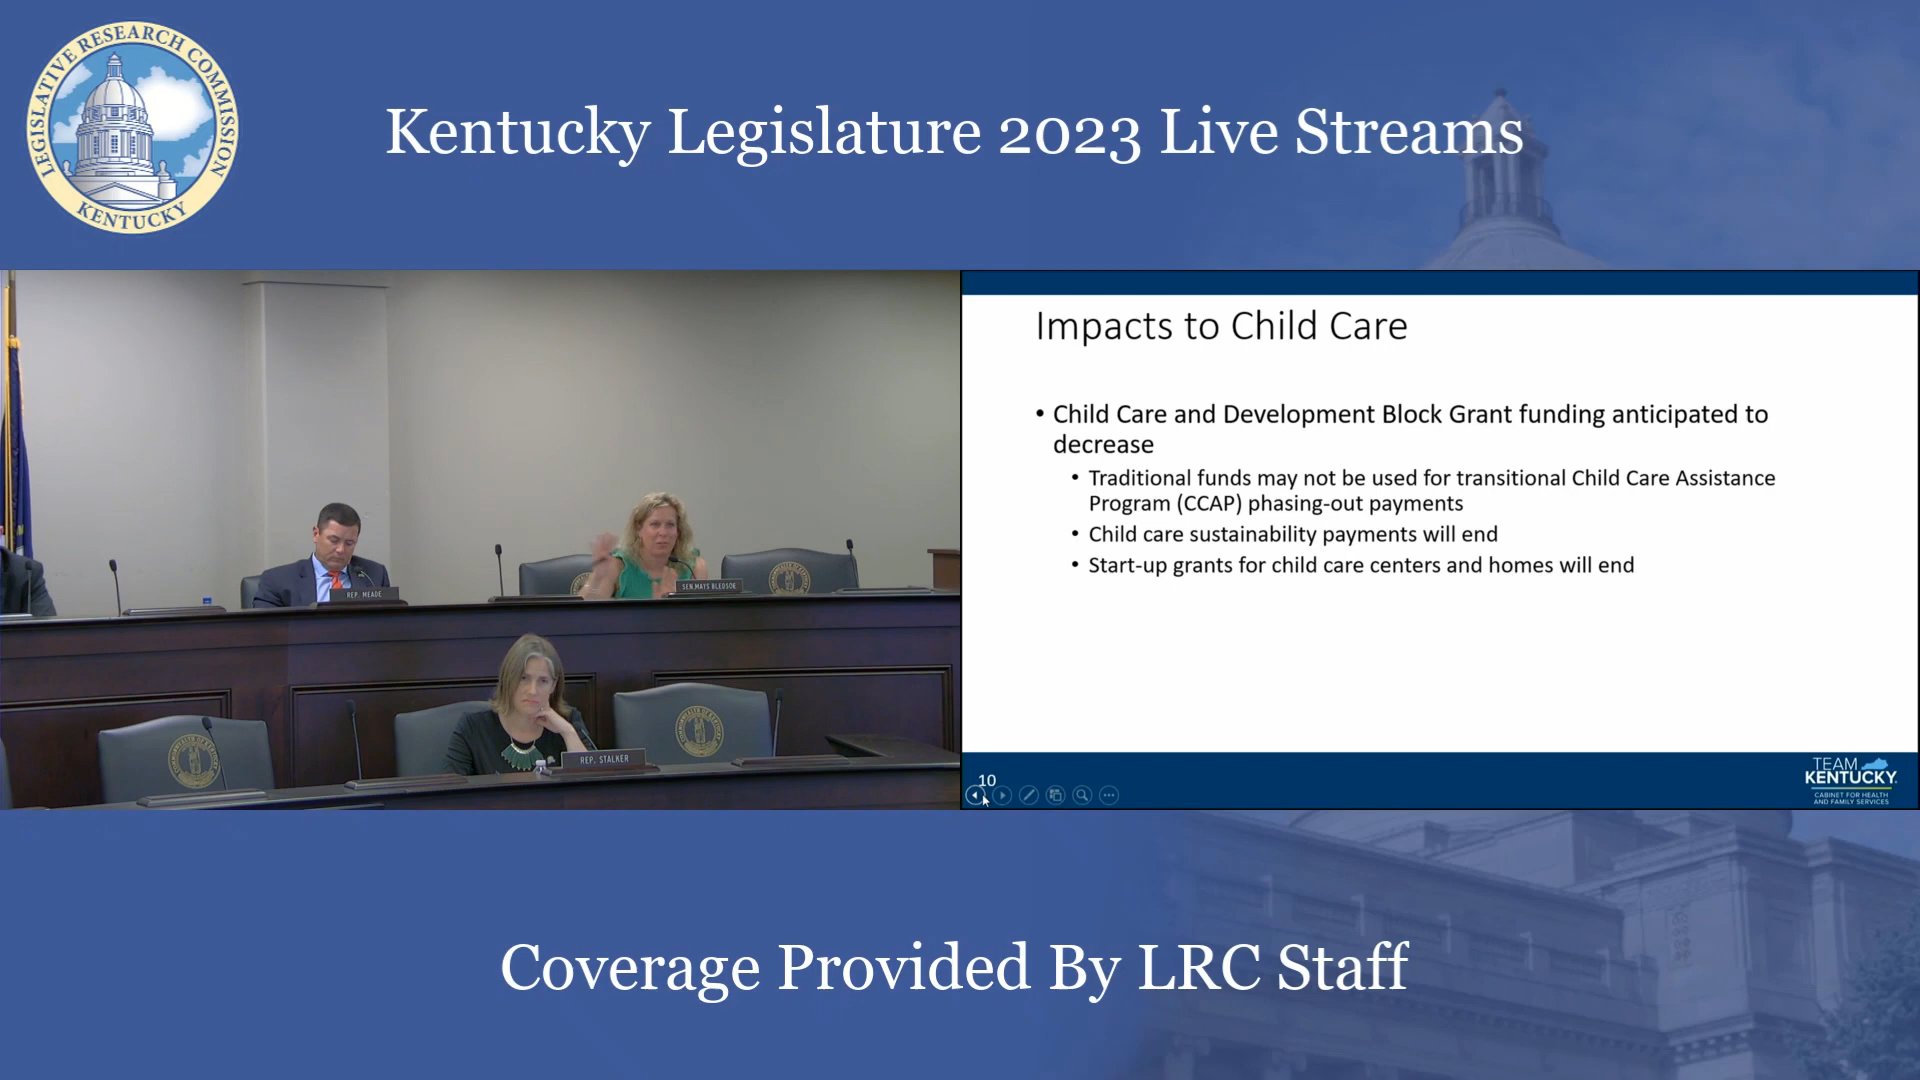 LEGISLATIVE RESEARCH COMMISSION
KENTUCKY
Kentucky Legislature 2023 Live Streams
REP. MEADE
SEN. MAYS BLEDSOE
REP. STALKER
COMMONWEALTH OF KENTUCKY
Impacts to Child Care
• Child Care and Development Block Grant funding anticipated to
decrease
• Traditional funds may not be used for transitional Child Care Assistance
Program (CCAP) phasing-out payments
• Child care sustainability payments will end
• Start-up grants for child care centers and homes will end
10
TEAM
KENTUCKY.
CABINET FOR HEALTH
AND FAMILY SERVICES
Coverage Provided By LRC Staff